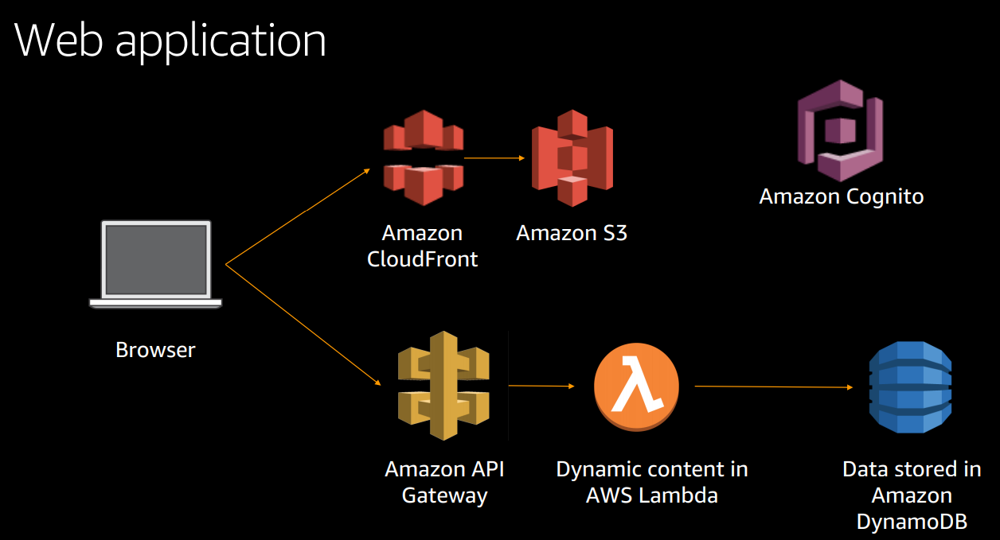 Web application
Amazon
CloudFront
Amazon S3
Amazon Cognito
Browser
Amazon API
Gateway
Dynamic content in
AWS Lambda
Data stored in
Amazon
DynamoDB